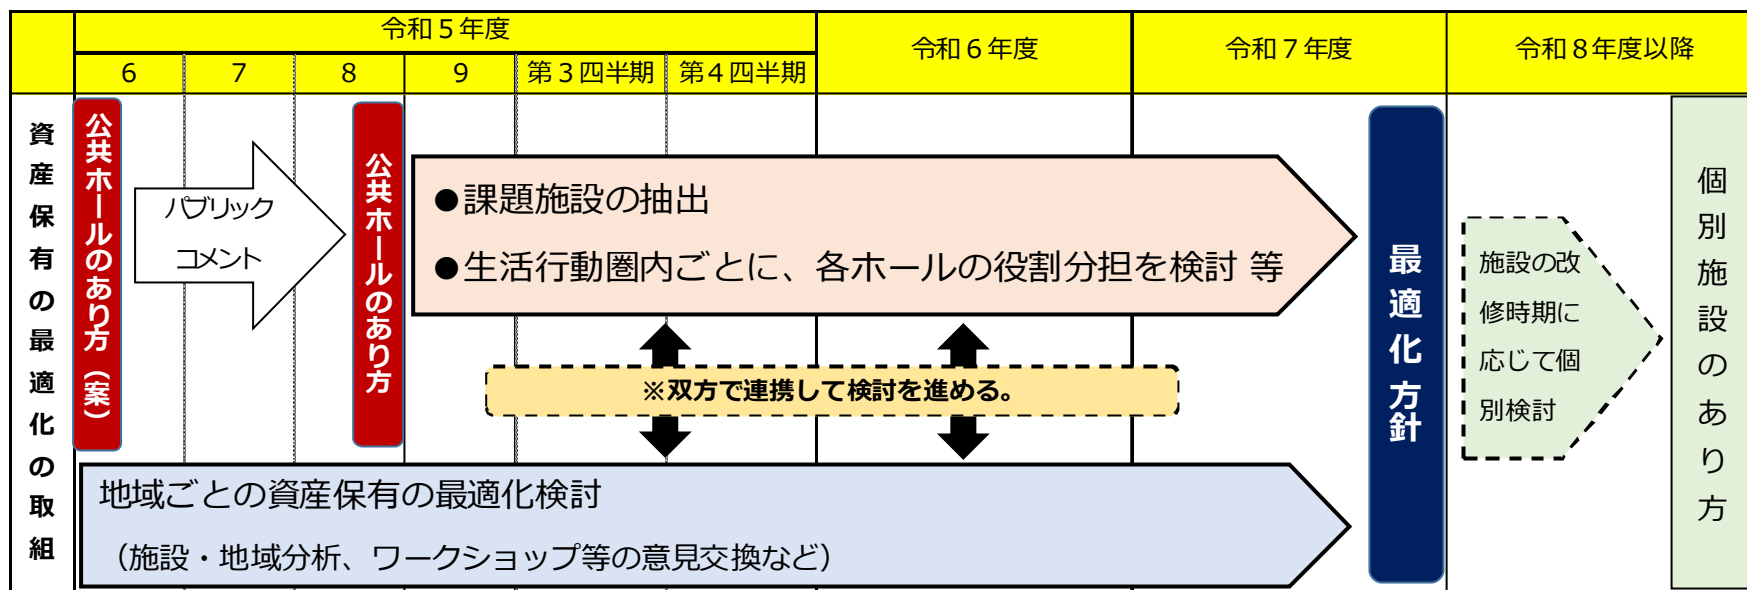 令和５年度
令和６年度
令和７年度
令和８年度以降
6
7
8
9
第３四半期
第４四半期
資産保有の最適化の取組
公共ホールのあり方（案）
パブリック
コメント
公共ホールのあり方
●課題施設の抽出
●生活行動圏内ごとに、各ホールの役割分担を検討 等
※双方で連携して検討を進める。
地域ごとの資産保有の最適化検討
（施設・地域分析、ワークショップ等の意見交換など）
最適化方針
施設の改
修時期に
応じて個
別検討
個別施設のあり方